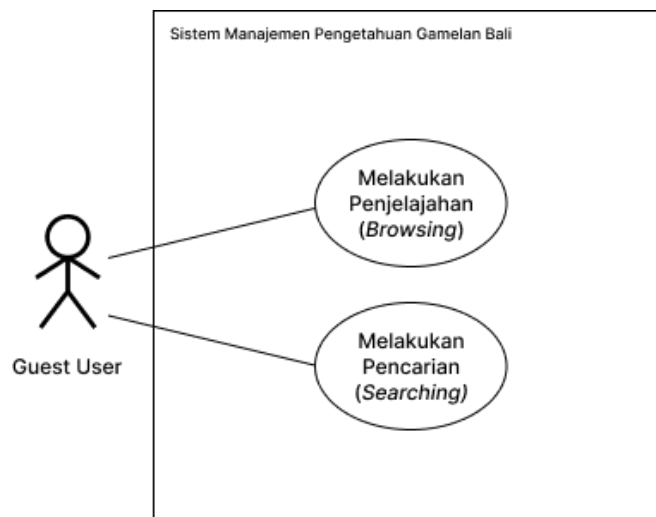 Sistem Manajemen Pengetahuan Gamelan Bali
Melakukan
Penjelajahan
(Browsing)
Guest User
Melakukan
Pencarian
(Searching)